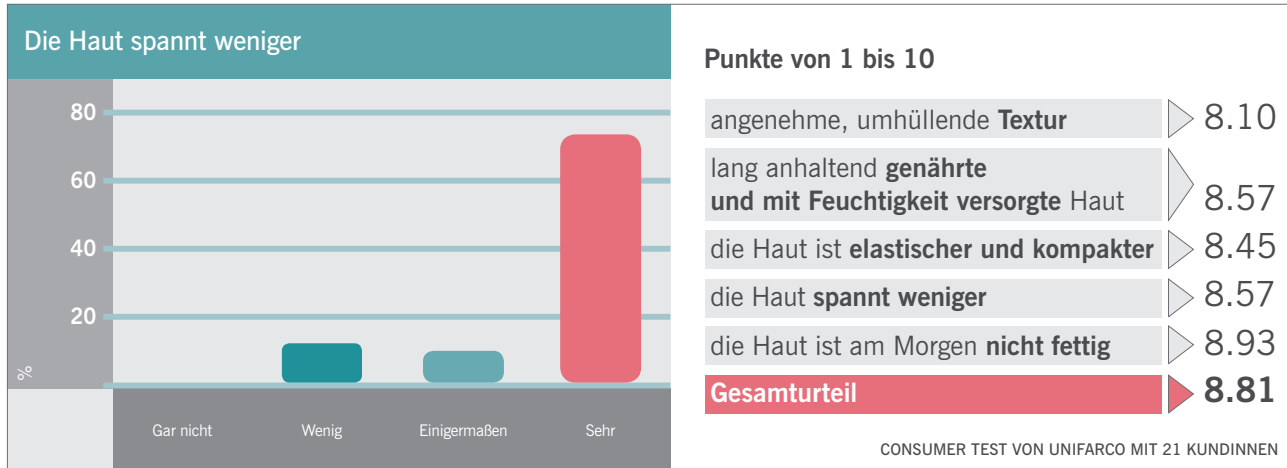 Die Haut spannt weniger
80
60
40
20
%
Gar nicht
Wenig
Einigermaßen
Sehr
Punkte von 1 bis 10
angenehme, umhüllende Textur 8.10
lang anhaltend genährte
und mit Feuchtigkeit versorgte Haut 8.57
die Haut ist elastischer und kompakter 8.45
die Haut spannt weniger 8.57
die Haut ist am Morgen nicht fettig 8.93
Gesamturteil 8.81
CONSUMER TEST VON UNIFARCO MIT 21 KUNDINNEN